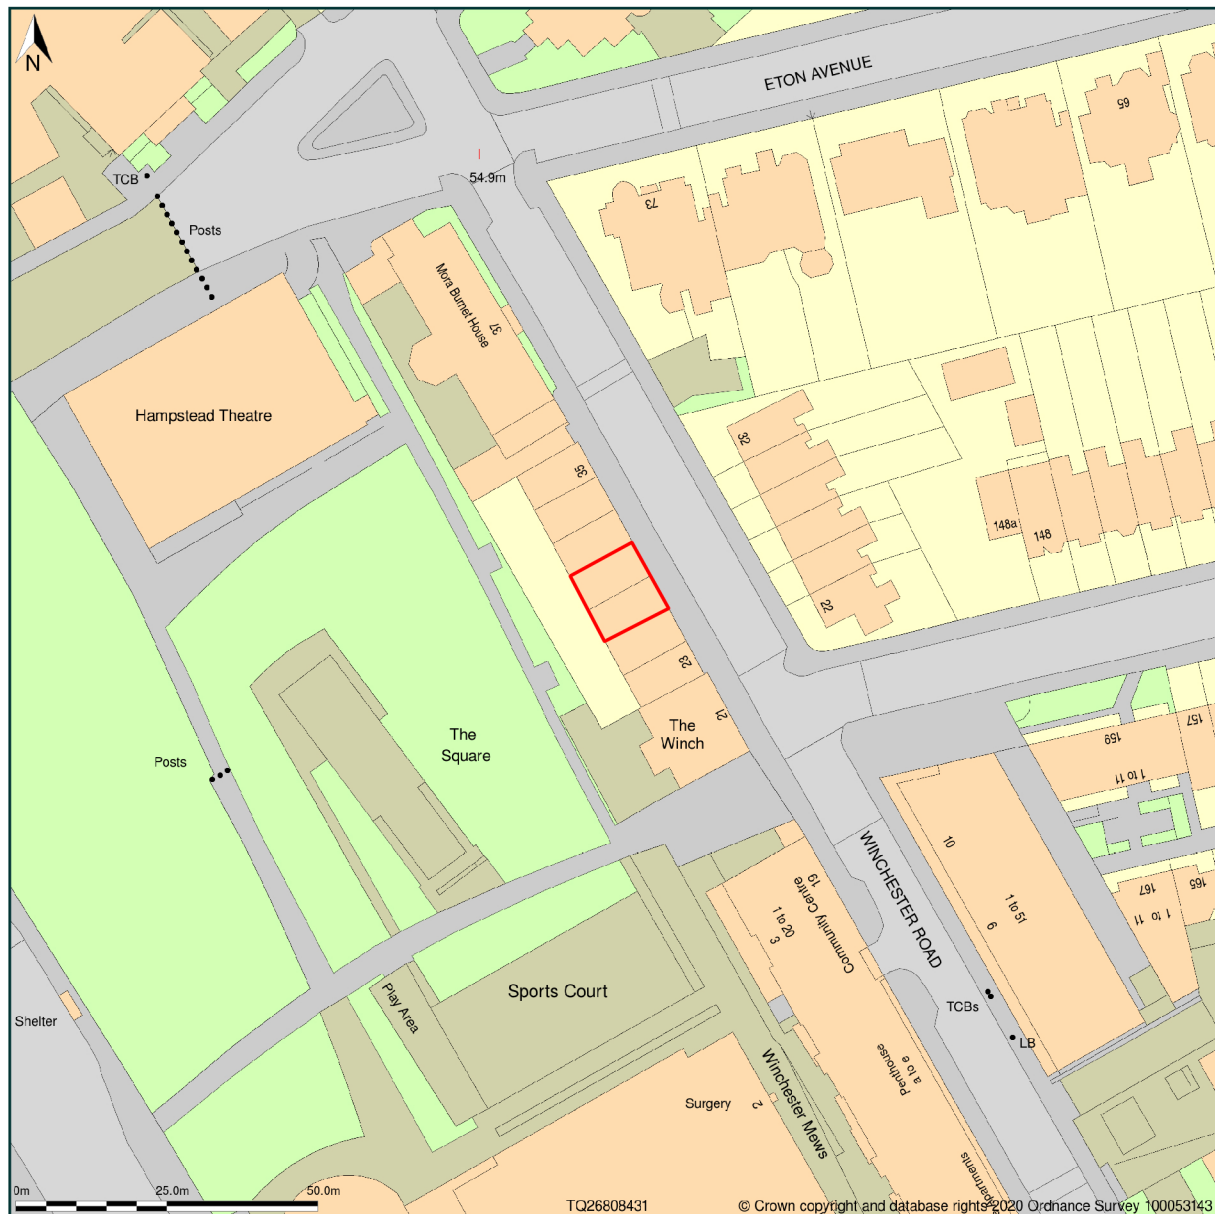 N
ETON AVENUE
65
TCB
54.9m
73
Posts
Mora Burnet House
37
Hampstead Theatre
32
35
148a
148
22
23
21
The
Winch
The
Square
Posts
157
159
1 to 11
10
WINCHESTER ROAD
1 to 51
6
167
165
1 to 11
19
Community Centre
1 to 20
3
Sports Court
Play Area
Shelter
TCBs
LB
Penthouse
a to e
Winchester Mews
Surgery
2
0m
25.0m
50.0m
TQ26808431
© Crown copyright and database rights 2020 Ordnance Survey 100053143